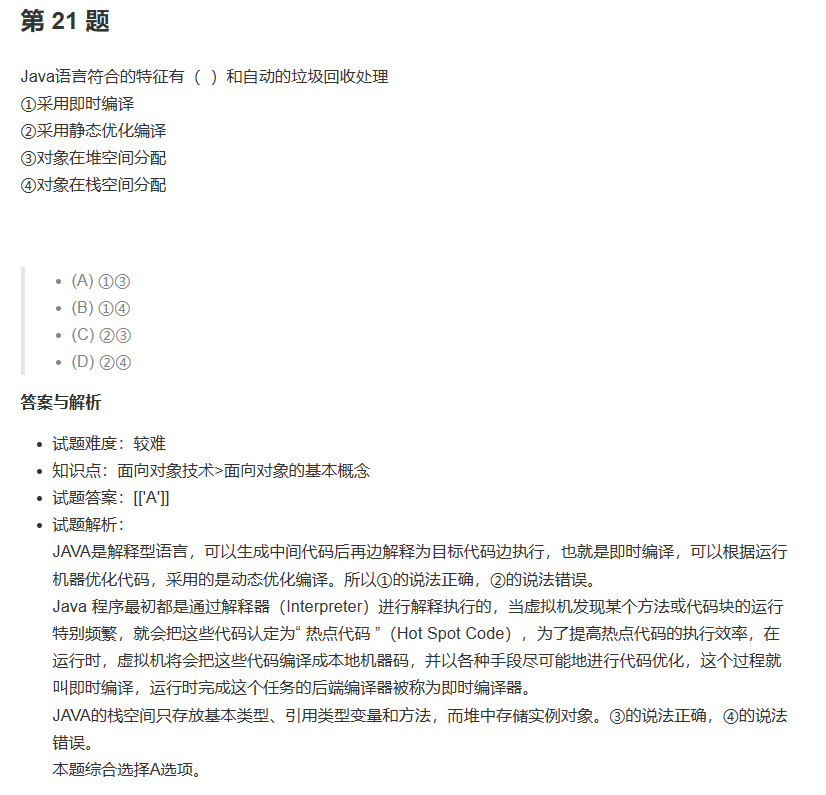 第 21 题
Java语言符合的特征有（ ）和自动的垃圾回收处理
①采用即时编译
②采用静态优化编译
③对象在堆空间分配
④对象在栈空间分配
• (A) ①③
• (B) ①④
• (C) ②③
• (D) ②④
答案与解析
• 试题难度：较难
• 知识点：面向对象技术>面向对象的基本概念
• 试题答案：[['A']]
• 试题解析：
JAVA是解释型语言，可以生成中间代码后再边解释为目标代码边执行，也就是即时编译，可以根据运行
机器优化代码，采用的是动态优化编译。所以①的说法正确，②的说法错误。
Java 程序最初都是通过解释器（Interpreter）进行解释执行的，当虚拟机发现某个方法或代码块的运行
特别频繁，就会把这些代码认定为“ 热点代码 ”（Hot Spot Code），为了提高热点代码的执行效率，在
运行时，虚拟机将会把这些代码编译成本地机器码，并以各种手段尽可能地进行代码优化，这个过程就
叫即时编译，运行时完成这个任务的后端编译器被称为即时编译器。
JAVA的栈空间只存放基本类型、引用类型变量和方法，而堆中存储实例对象。③的说法正确，④的说法
错误。
本题综合选择A选项。